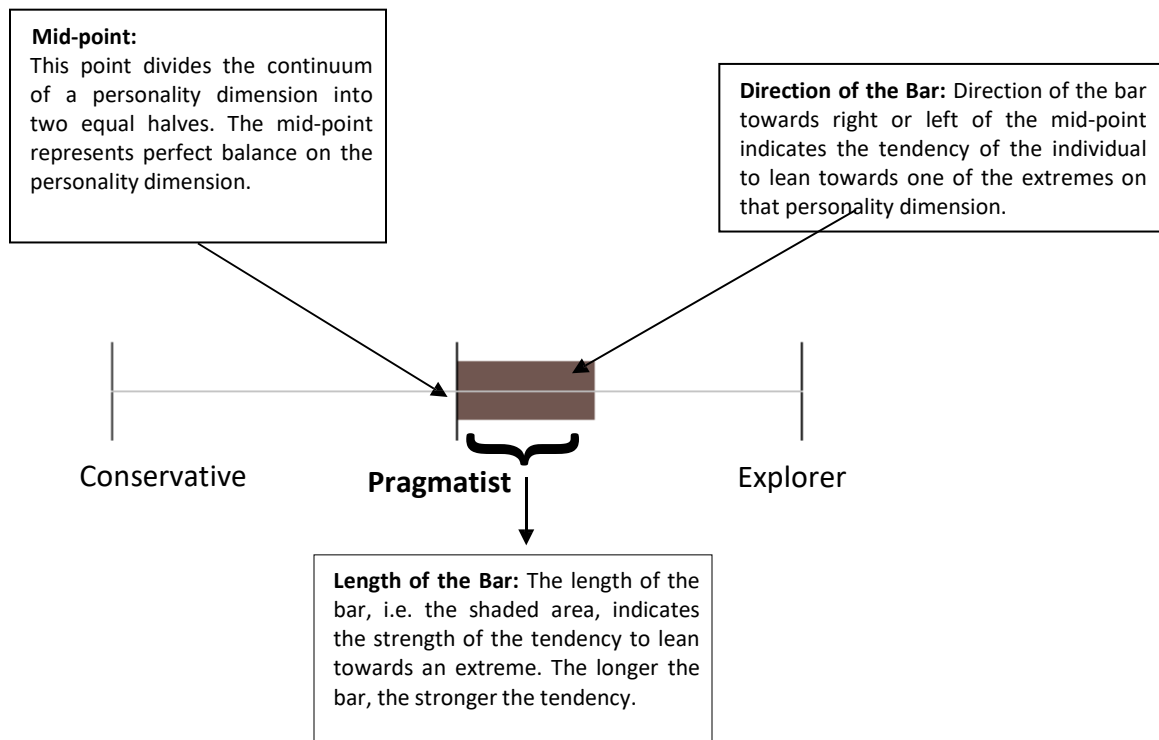 Mid-point:
This point divides the continuum
of a personality dimension into
two equal halves. The mid-point
represents perfect balance on the
personality dimension.
Direction of the Bar: Direction of the bar
towards right or left of the mid-point
indicates the tendency of the individual
to lean towards one of the extremes on
that personality dimension.
Conservative
Pragmatist
Explorer
Length of the Bar: The length of the
bar, i.e. the shaded area, indicates
the strength of the tendency to lean
towards an extreme. The longer the
bar, the stronger the tendency.